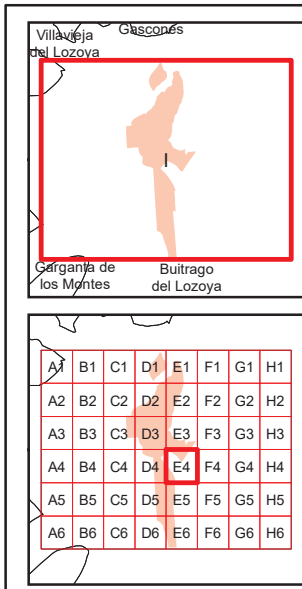 Villavieja
del Lozoya
Gascones
I
Garganta de
los Montes
Buitrago
del Lozoya
A1 B1 C1 D1 E1 F1 G1 H1
A2 B2 C2 D2 E2 F2 G2 H2
A3 B3 C3 D3 E3 F3 G3 H3
A4 B4 C4 D4 E4 F4 G4 H4
A5 B5 C5 D5 E5 F5 G5 H5
A6 B6 C6 D6 E6 F6 G6 H6